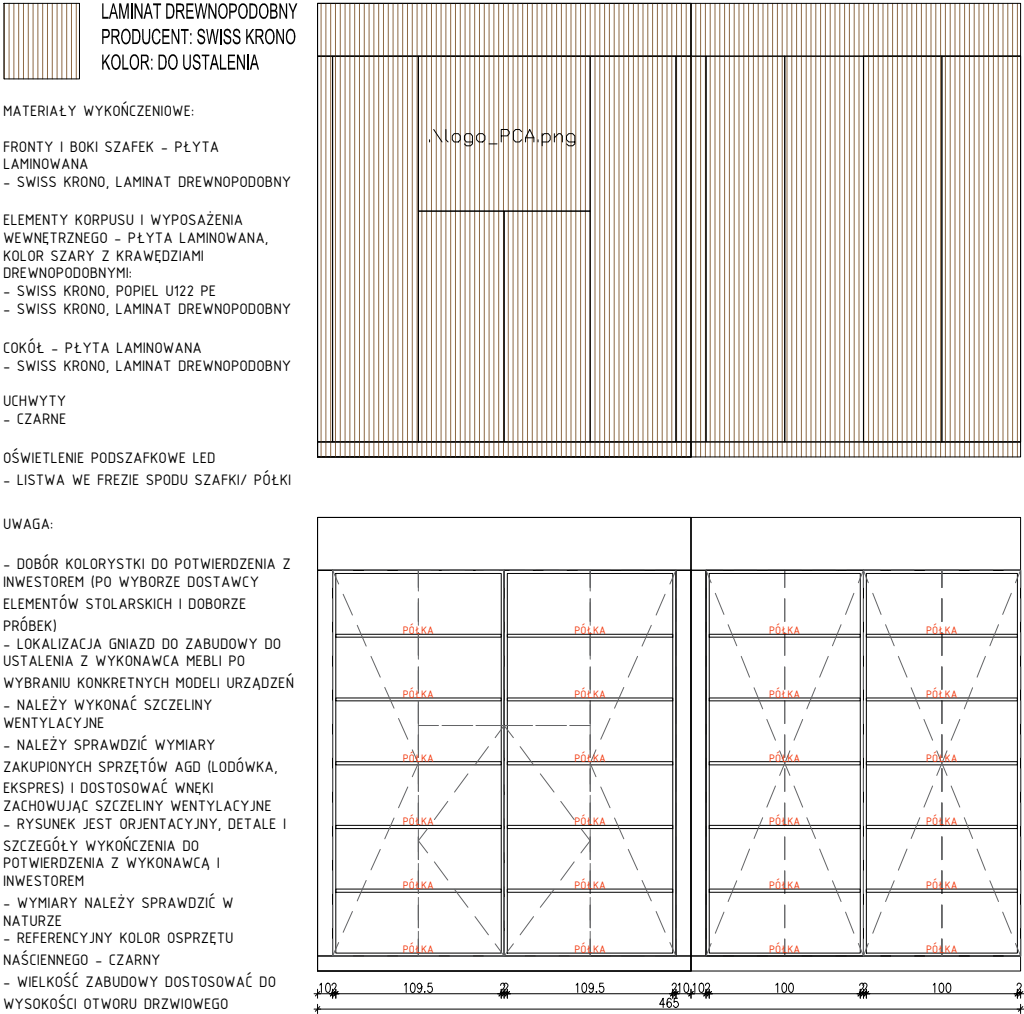 LAMINAT DREWNOPODOBNY
PRODUCENT: SWISS KRONO
KOLOR: DO USTALENIA
MATERIAŁY WYKOŃCZENIOWE:
FRONTY I BOKI SZAFEK - PŁYTA
LAMINOWANA
- SWISS KRONO, LAMINAT DREWNOPODOBNY
ELEMENTY KORPUSU I WYPOSAŻENIA
WEWNĘTRZNEGO - PŁYTA LAMINOWANA,
KOLOR SZARY Z KRAWĘDZIAMI
DREWNOPODOBNYMI:
- SWISS KRONO, POPIEL U122 PE
- SWISS KRONO, LAMINAT DREWNOPODOBNY
COKÓŁ - PŁYTA LAMINOWANA
- SWISS KRONO, LAMINAT DREWNOPODOBNY
UCHWYTY
- CZARNE
OŚWIETLENIE PODSZAFKOWE LED
- LISTWA WE FREZIE SPODU SZAFKI/ PÓŁKI
UWAGA:
- DOBÓR KOLORYSTKI DO POTWIERDZENIA Z
INWESTOREM (PO WYBORZE DOSTAWCY
ELEMENTÓW STOLARSKICH I DOBORZE
PRÓBEK)
- LOKALIZACJA GNIAZD DO ZABUDOWY DO
USTALENIA Z WYKONAWCA MEBLI PO
WYBRANIU KONKRETNYCH MODELI URZĄDZEŃ
- NALEŻY WYKONAĆ SZCZELINY
WENTYLACYJNE
- NALEŻY SPRAWDZIĆ WYMIARY
ZAKUPIONYCH SPRZĘTÓW AGD (LODÓWKA,
EKSPRES) I DOSTOSOWAĆ WNĘKI
ZACHOWUJĄC SZCZELINY WENTYLACYJNE
- RYSUNEK JEST ORJENTACYJNY, DETALE I
SZCZEGÓŁY WYKOŃCZENIA DO
POTWIERDZENIA Z WYKONAWCĄ I
INWESTOREM
- WYMIARY NALEŻY SPRAWDZIĆ W
NATURZE
- REFERENCYJNY KOLOR OSPRZĘTU
NAŚCIENNEGO - CZARNY
- WIELKOŚĆ ZABUDOWY DOSTOSOWAĆ DO
WYSOKOŚCI OTWORU DRZWIOWEGO
.\logo_PCA.png
PÓŁKA PÓŁKA PÓŁKA PÓŁKA
PÓŁKA PÓŁKA PÓŁKA PÓŁKA
PÓŁKA PÓŁKA PÓŁKA PÓŁKA
PÓŁKA PÓŁKA PÓŁKA PÓŁKA
PÓŁKA PÓŁKA PÓŁKA PÓŁKA
PÓŁKA PÓŁKA PÓŁKA PÓŁKA
109.5 109.5 100 2 100 2
465